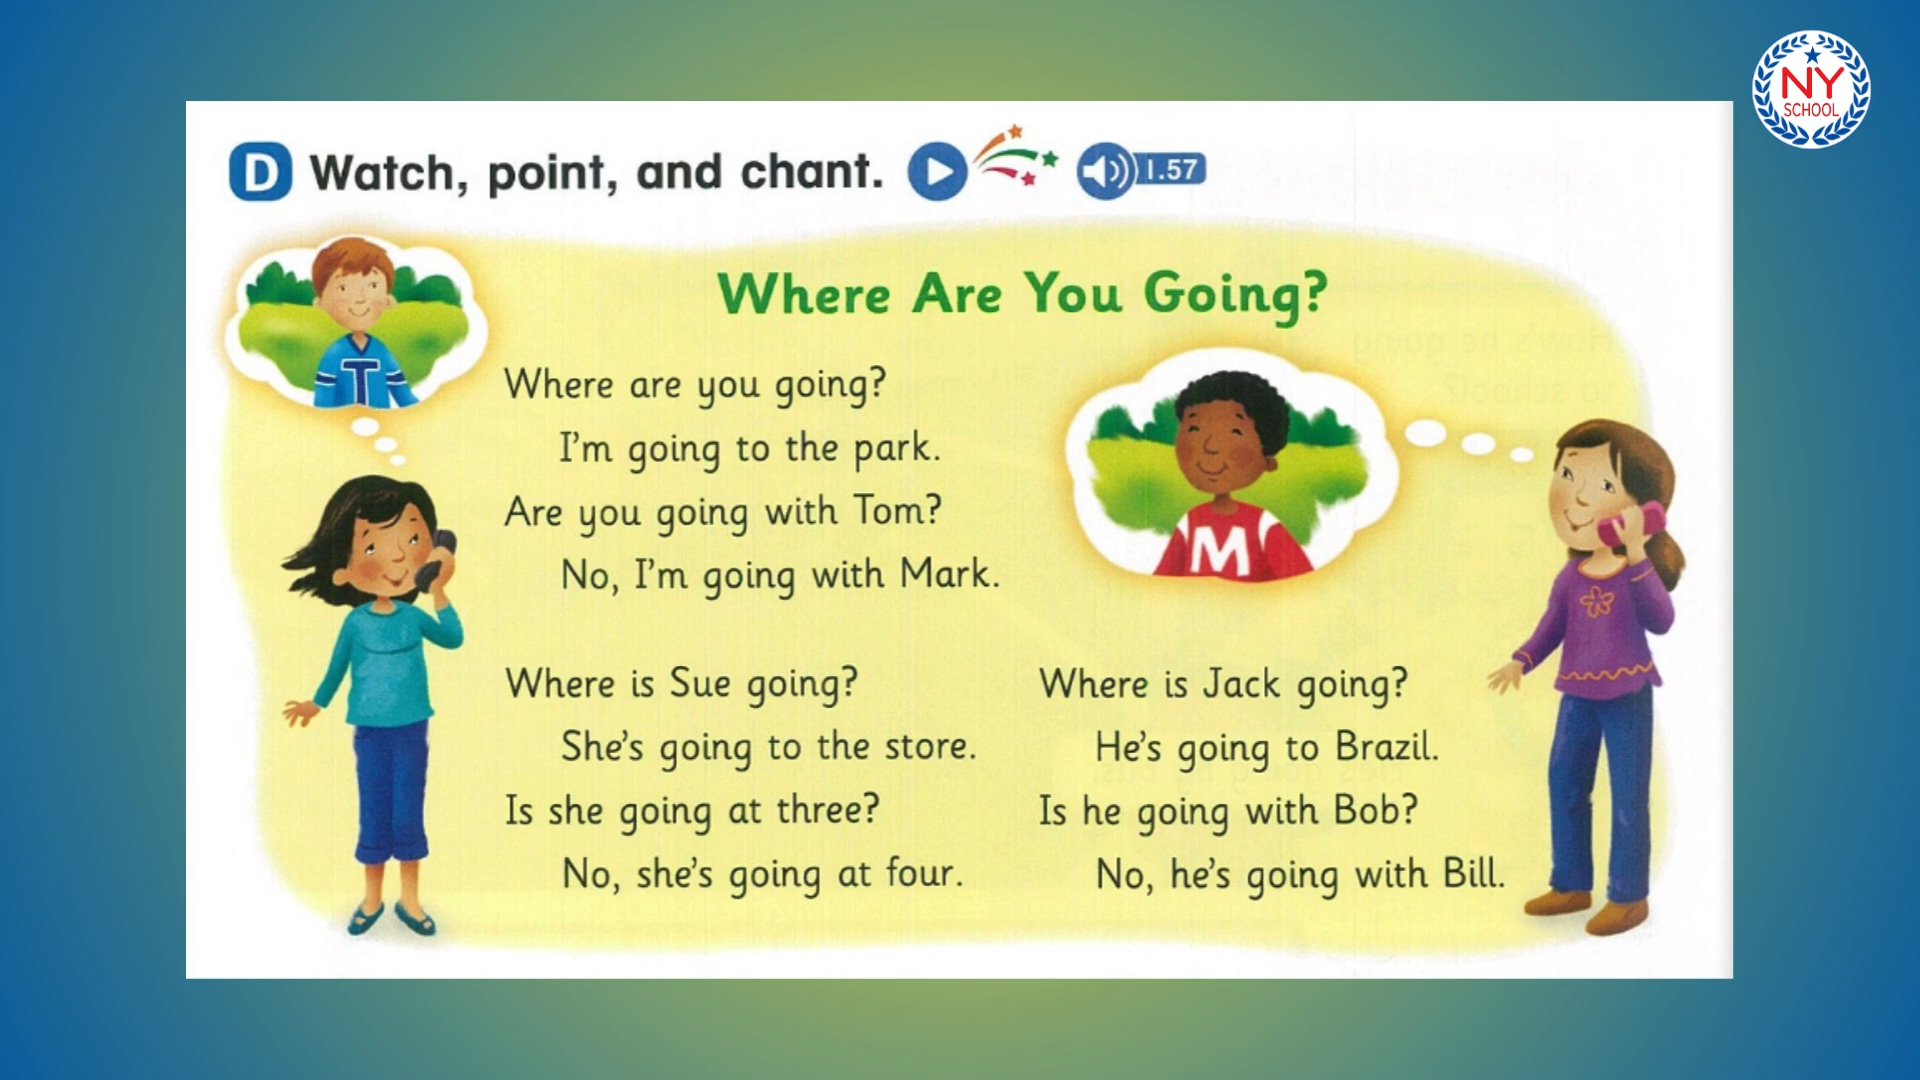 NY
SCHOOL
D Watch, point, and chant. 1.57
Where Are You Going?
T
Where are you going?
I'm going to the park.
Are you going with Tom?
No, I'm going with Mark.
M
Where is Sue going?
She's going to the store.
Is she going at three?
No, she's going at four.
Where is Jack going?
He's going to Brazil.
Is he going with Bob?
No, he's going with Bill.